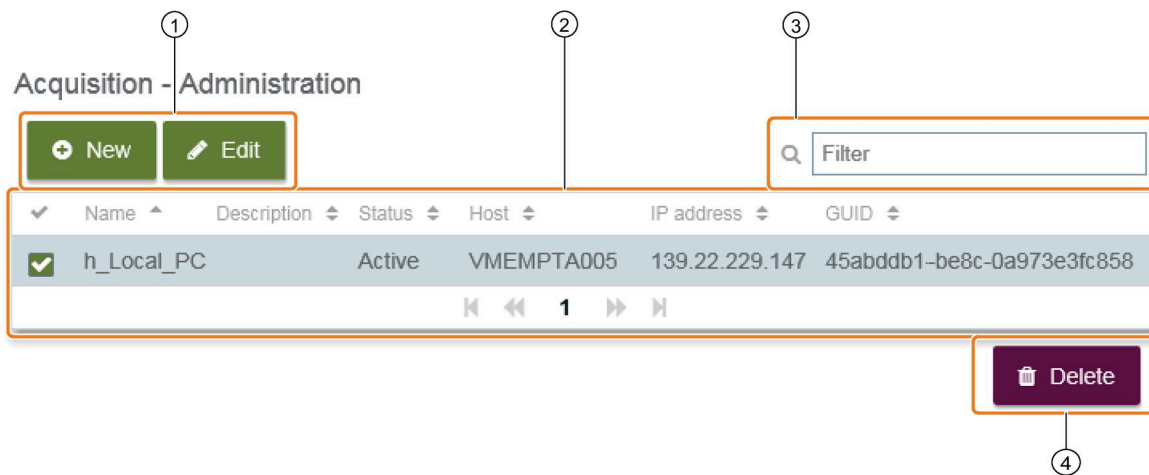 1 2 3
Acquisition - Administration
New Edit Filter
Name Description Status Host IP address GUID
h_Local_PC Active VMEMPTA005 139.22.229.147 45abddb1-be8c-0a973e3fc858
1
Delete
4